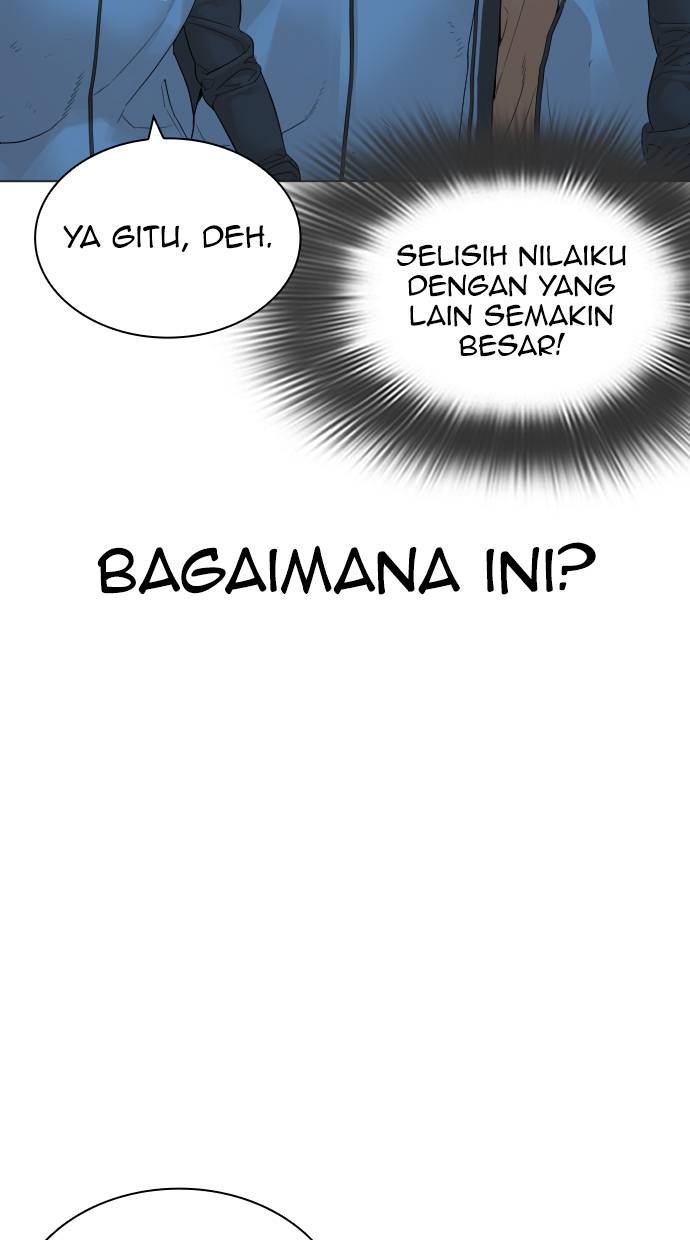 YA GITU, DEH.
SELISIH NILAIKU
DENGAN YANG
LAIN SEMAKIN
BESAR!
BAGAIMANA INI?